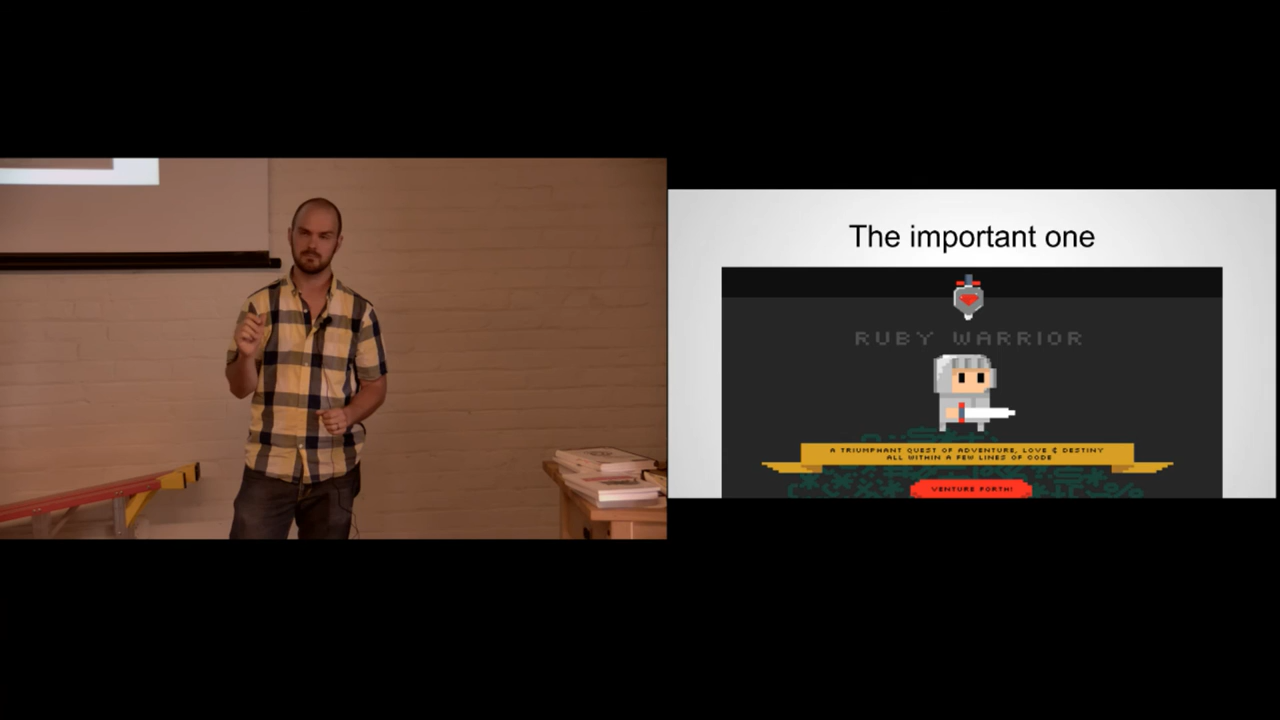 The important one
RUBY WARRIOR
A TRIUMPHANT QUEST OF ADVENTURE, LOVE & DESTINY
ALL WITHIN A FEW LINES OF CODE
VENTURE FORTH!